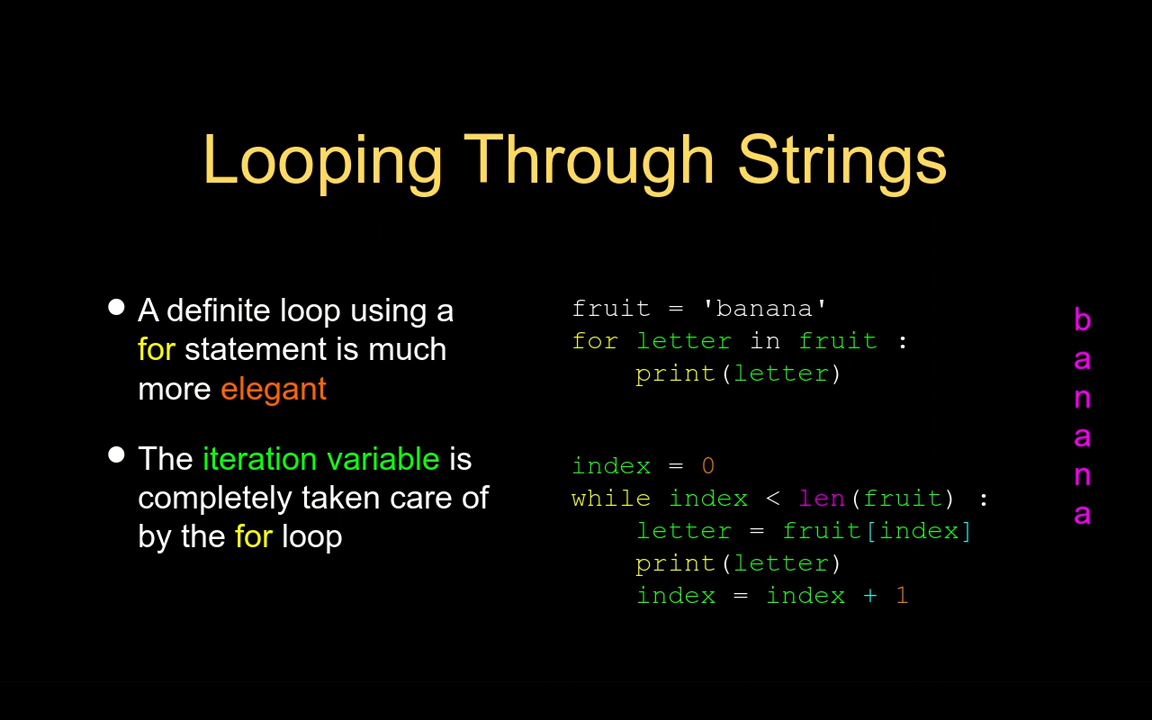 Looping Through Strings
● A definite loop using a
for statement is much
more elegant
● The iteration variable is
completely taken care of
by the for loop
fruit = 'banana'
for letter in fruit :
    print(letter)
index = 0
while index < len(fruit) :
    letter = fruit[index]
    print(letter)
    index = index + 1
b
a
n
a
n
a